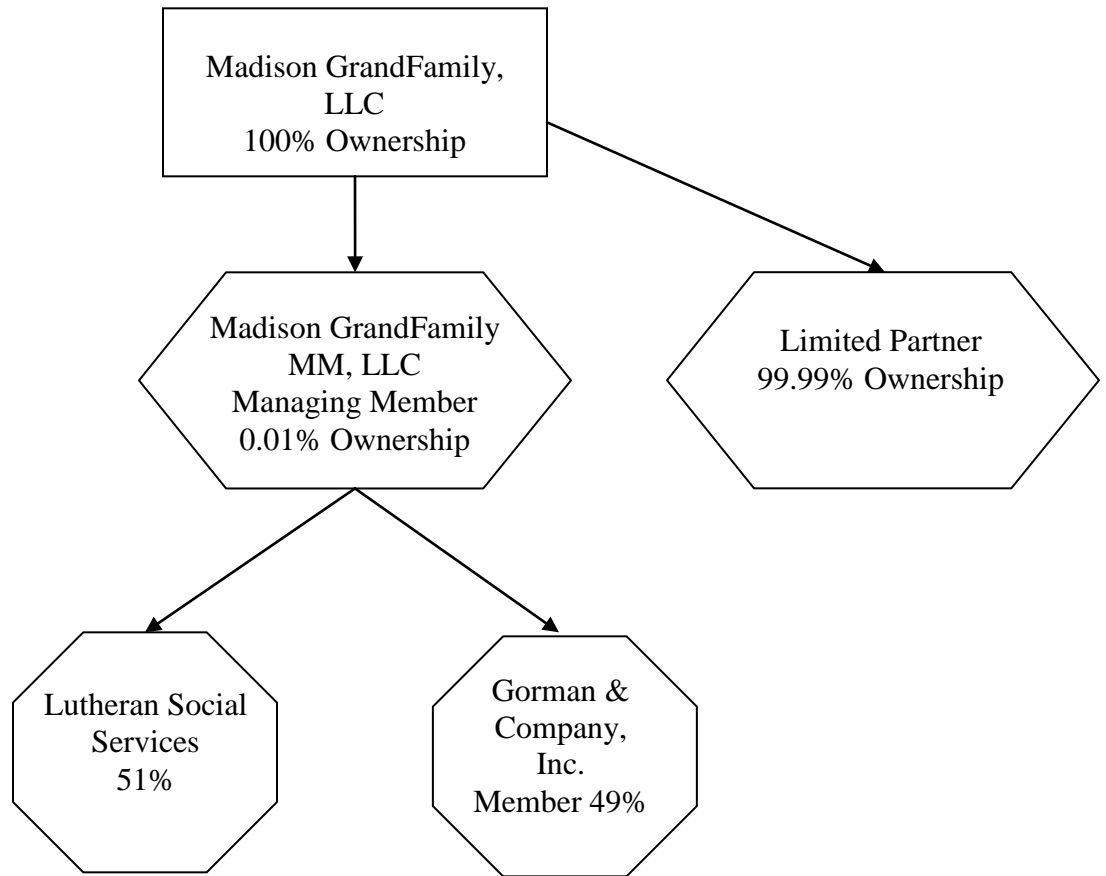 Madison GrandFamily,
LLC
100% Ownership
Madison GrandFamily
MM, LLC
Managing Member
0.01% Ownership
Limited Partner
99.99% Ownership
Lutheran Social
Services
51%
Gorman &
Company,
Inc.
Member 49%